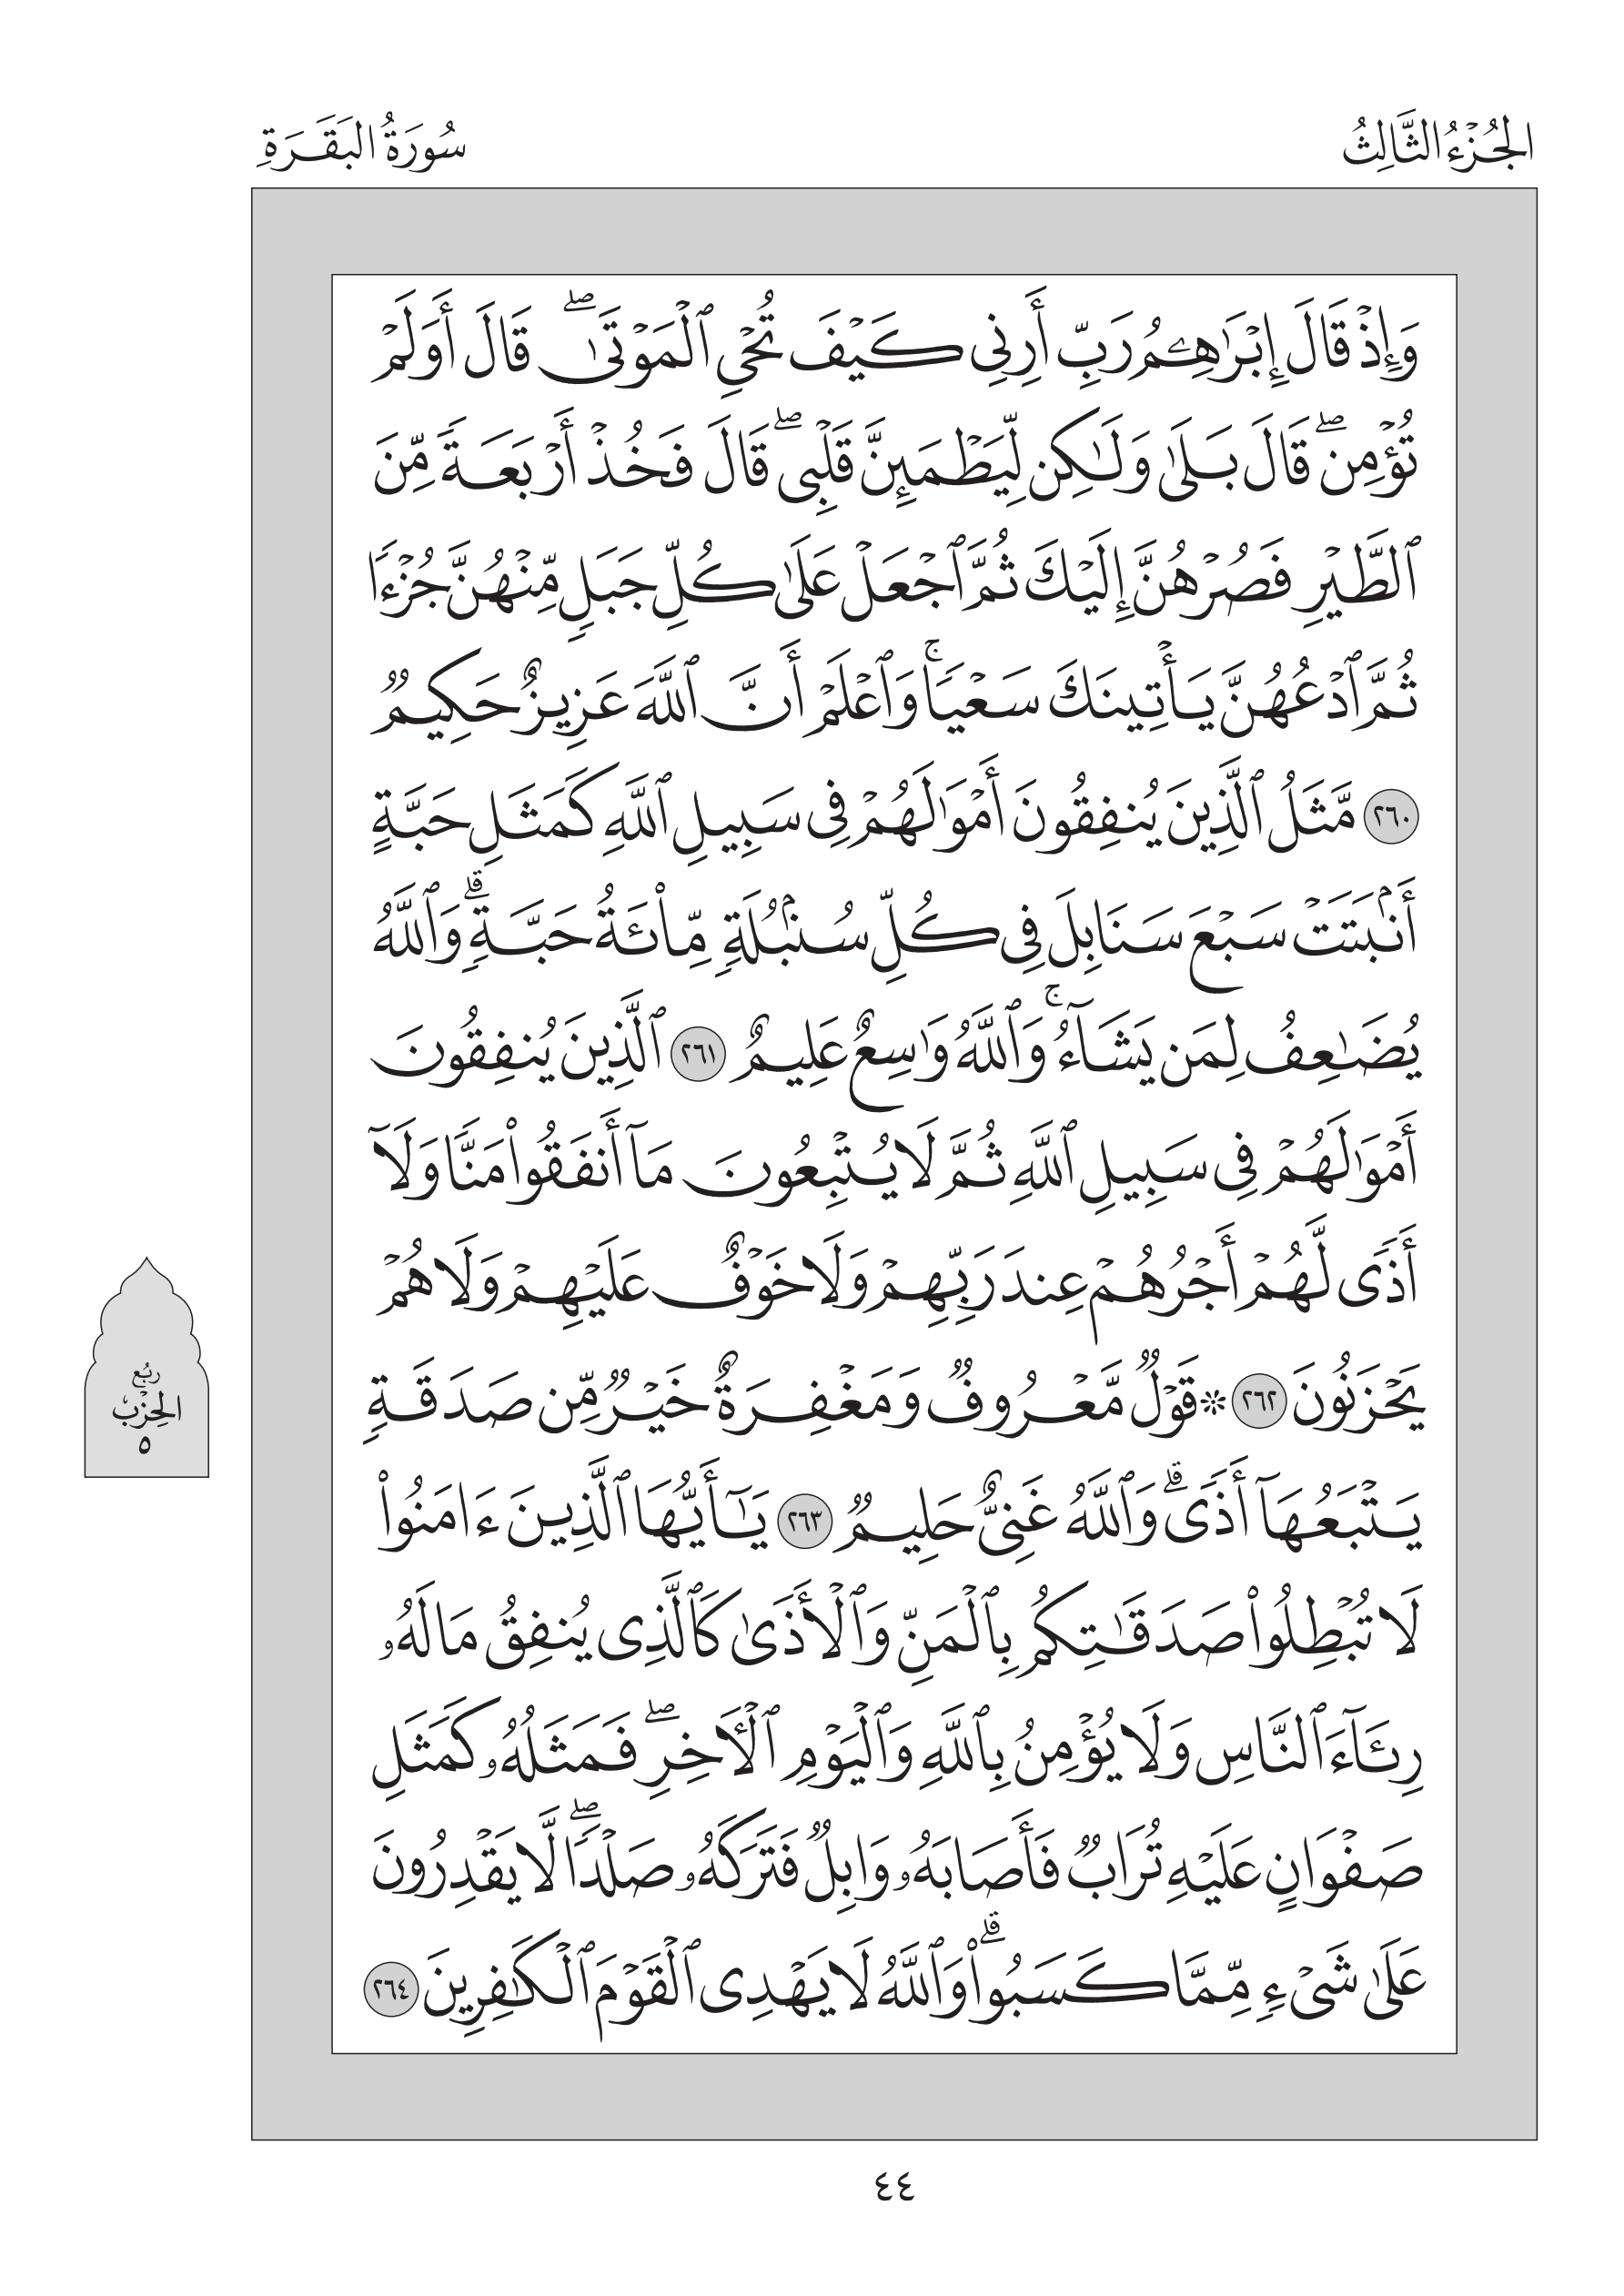 الجُزْءُ الثَّالِثُ
سُورَةُ البَقَرَةِ
وَإِذْ قَالَ إِبْرَٰهِـۧمُ رَبِّ أَرِنِى كَيْفَ تُحْىِ ٱلْمَوْتَىٰ ۖ قَالَ أَوَلَمْ
تُؤْمِن ۖ قَالَ بَلَىٰ وَلَـٰكِن لِّيَطْمَئِنَّ قَلْبِى ۖ قَالَ فَخُذْ أَرْبَعَةً مِّنَ
ٱلطَّيْرِ فَصُرْهُنَّ إِلَيْكَ ثُمَّ ٱجْعَلْ عَلَىٰ كُلِّ جَبَلٍ مِّنْهُنَّ جُزْءًا
ثُمَّ ٱدْعُهُنَّ يَأْتِينَكَ سَعْيًا ۚ وَٱعْلَمْ أَنَّ ٱللَّهَ عَزِيزٌ حَكِيمٌ
٢٦٠ مَّثَلُ ٱلَّذِينَ يُنفِقُونَ أَمْوَٰلَهُمْ فِى سَبِيلِ ٱللَّهِ كَمَثَلِ حَبَّةٍ
أَنۢبَتَتْ سَبْعَ سَنَابِلَ فِى كُلِّ سُنۢبُلَةٍ مِّا۟ئَةُ حَبَّةٍ ۗ وَٱللَّهُ
يُضَـٰعِفُ لِمَن يَشَآءُ ۚ وَٱللَّهُ وَٰسِعٌ عَلِيمٌ ٢٦١ ٱلَّذِينَ يُنفِقُونَ
أَمْوَٰلَهُمْ فِى سَبِيلِ ٱللَّهِ ثُمَّ لَا يُتْبِعُونَ مَآ أَنفَقُوا۟ مَنًّا وَلَآ
أَذًى لَّهُمْ أَجْرُهُمْ عِندَ رَبِّهِمْ وَلَا خَوْفٌ عَلَيْهِمْ وَلَا هُمْ
يَحْزَنُونَ ٢٦٢ ❊ قَوْلٌ مَّعْرُوفٌ وَمَغْفِرَةٌ خَيْرٌ مِّن صَدَقَةٍ
يَتْبَعُهَآ أَذًى ۗ وَٱللَّهُ غَنِىٌّ حَلِيمٌ ٢٦٣ يَـٰٓأَيُّهَا ٱلَّذِينَ ءَامَنُوا۟
لَا تُبْطِلُوا۟ صَدَقَـٰتِكُم بِٱلْمَنِّ وَٱلْأَذَىٰ كَٱلَّذِى يُنفِقُ مَالَهُۥ
رِئَآءَ ٱلنَّاسِ وَلَا يُؤْمِنُ بِٱللَّهِ وَٱلْيَوْمِ ٱلْـَٔاخِرِ ۖ فَمَثَلُهُۥ كَمَثَلِ
صَفْوَانٍ عَلَيْهِ تُرَابٌ فَأَصَابَهُۥ وَابِلٌ فَتَرَكَهُۥ صَلْدًا ۖ لَّا يَقْدِرُونَ
عَلَىٰ شَىْءٍ مِّمَّا كَسَبُوا۟ ۗ وَٱللَّهُ لَا يَهْدِى ٱلْقَوْمَ ٱلْكَـٰفِرِينَ ٢٦٤
رُبْع
الحِزْب
٥
٤٤